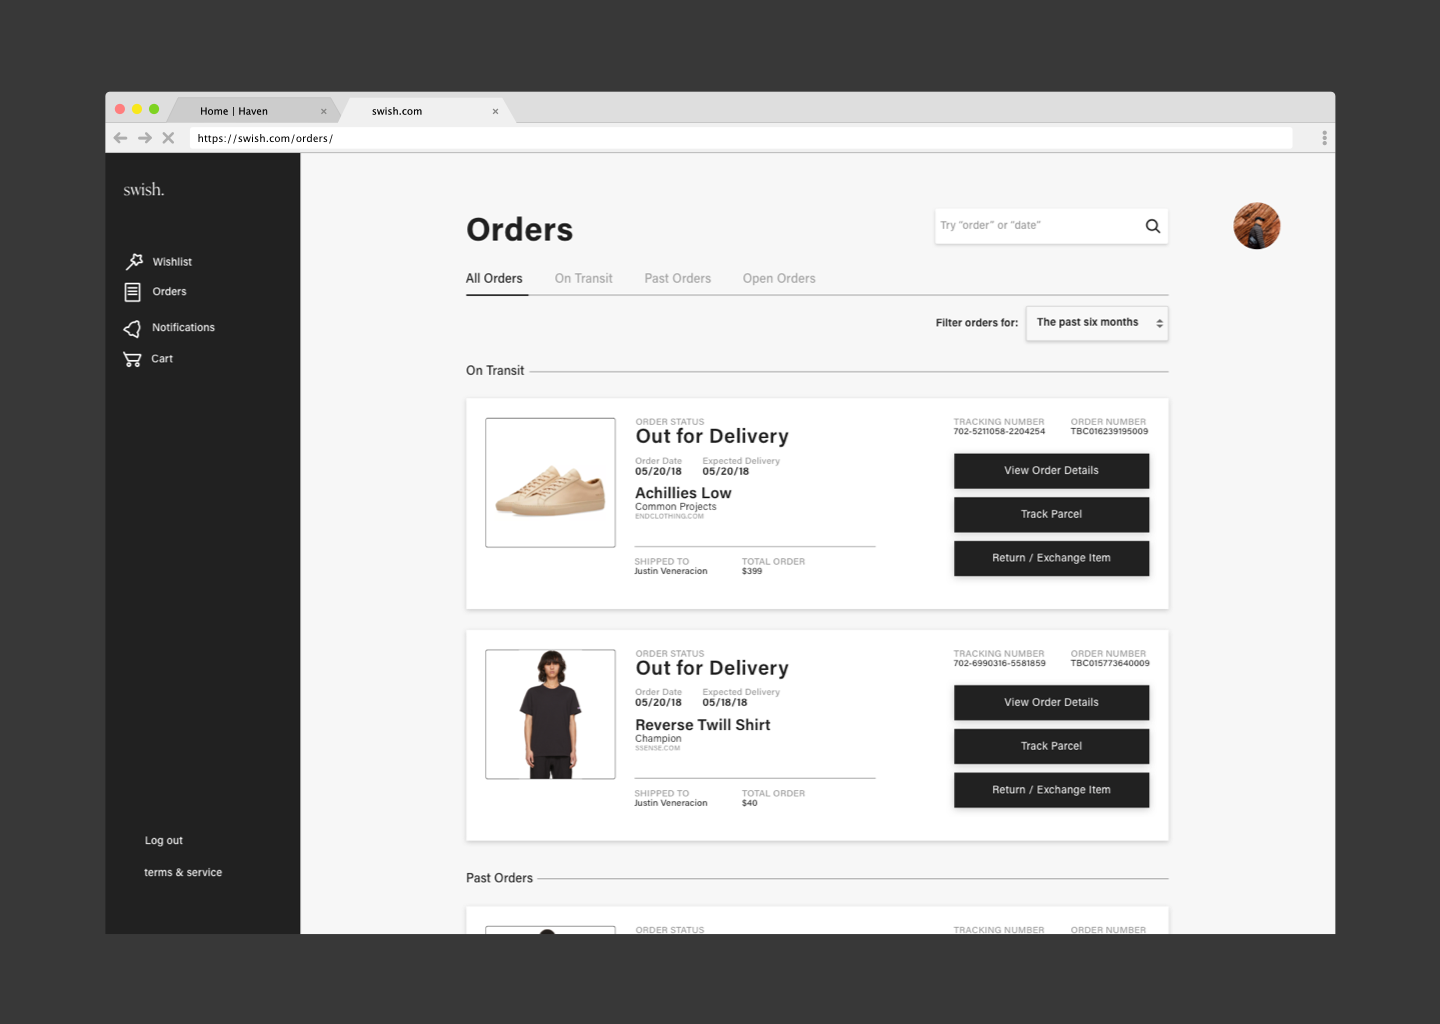 Home | Haven
swish.com
https://swish.com/orders/
swish.
Wishlist
Orders
Notifications
Cart
Log out
terms & service
Orders
Try "order" or "date"
All Orders
On Transit
Past Orders
Open Orders
Filter orders for:
The past six months
On Transit
ORDER STATUS
Out for Delivery
Order Date
Expected Delivery
05/20/18
05/20/18
Achillies Low
Common Projects
ENDCLOTHING.COM
SHIPPED TO
TOTAL ORDER
Justin Veneracion
$399
TRACKING NUMBER
ORDER NUMBER
702-5211058-2204254
TBC016239195009
View Order Details
Track Parcel
Return / Exchange Item
ORDER STATUS
Out for Delivery
Order Date
Expected Delivery
05/20/18
05/18/18
Reverse Twill Shirt
Champion
SSENSE.COM
SHIPPED TO
TOTAL ORDER
Justin Veneracion
$40
TRACKING NUMBER
ORDER NUMBER
702-6990316-5581859
TBC015773640009
View Order Details
Track Parcel
Return / Exchange Item
Past Orders
ORDER STATUS
TRACKING NUMBER
ORDER NUMBER